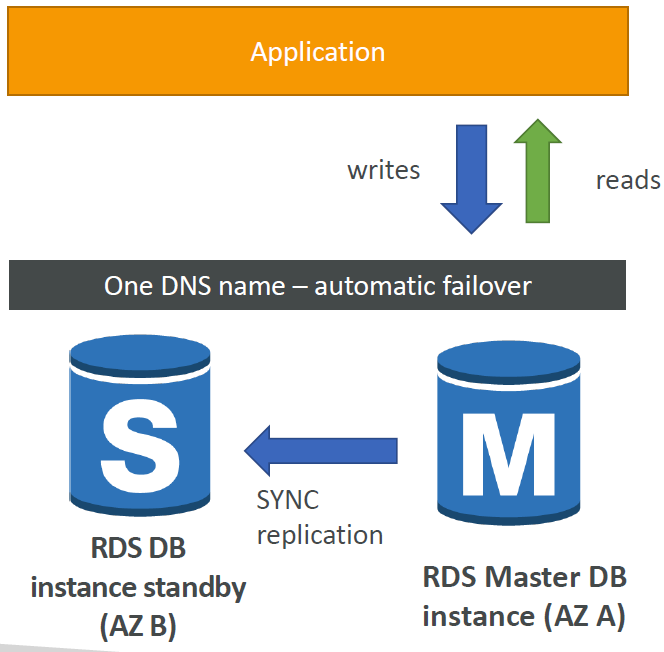 Application
writes
reads
One DNS name – automatic failover
S
M
SYNC
replication
RDS DB
instance standby
(AZ B)
RDS Master DB
instance (AZ A)